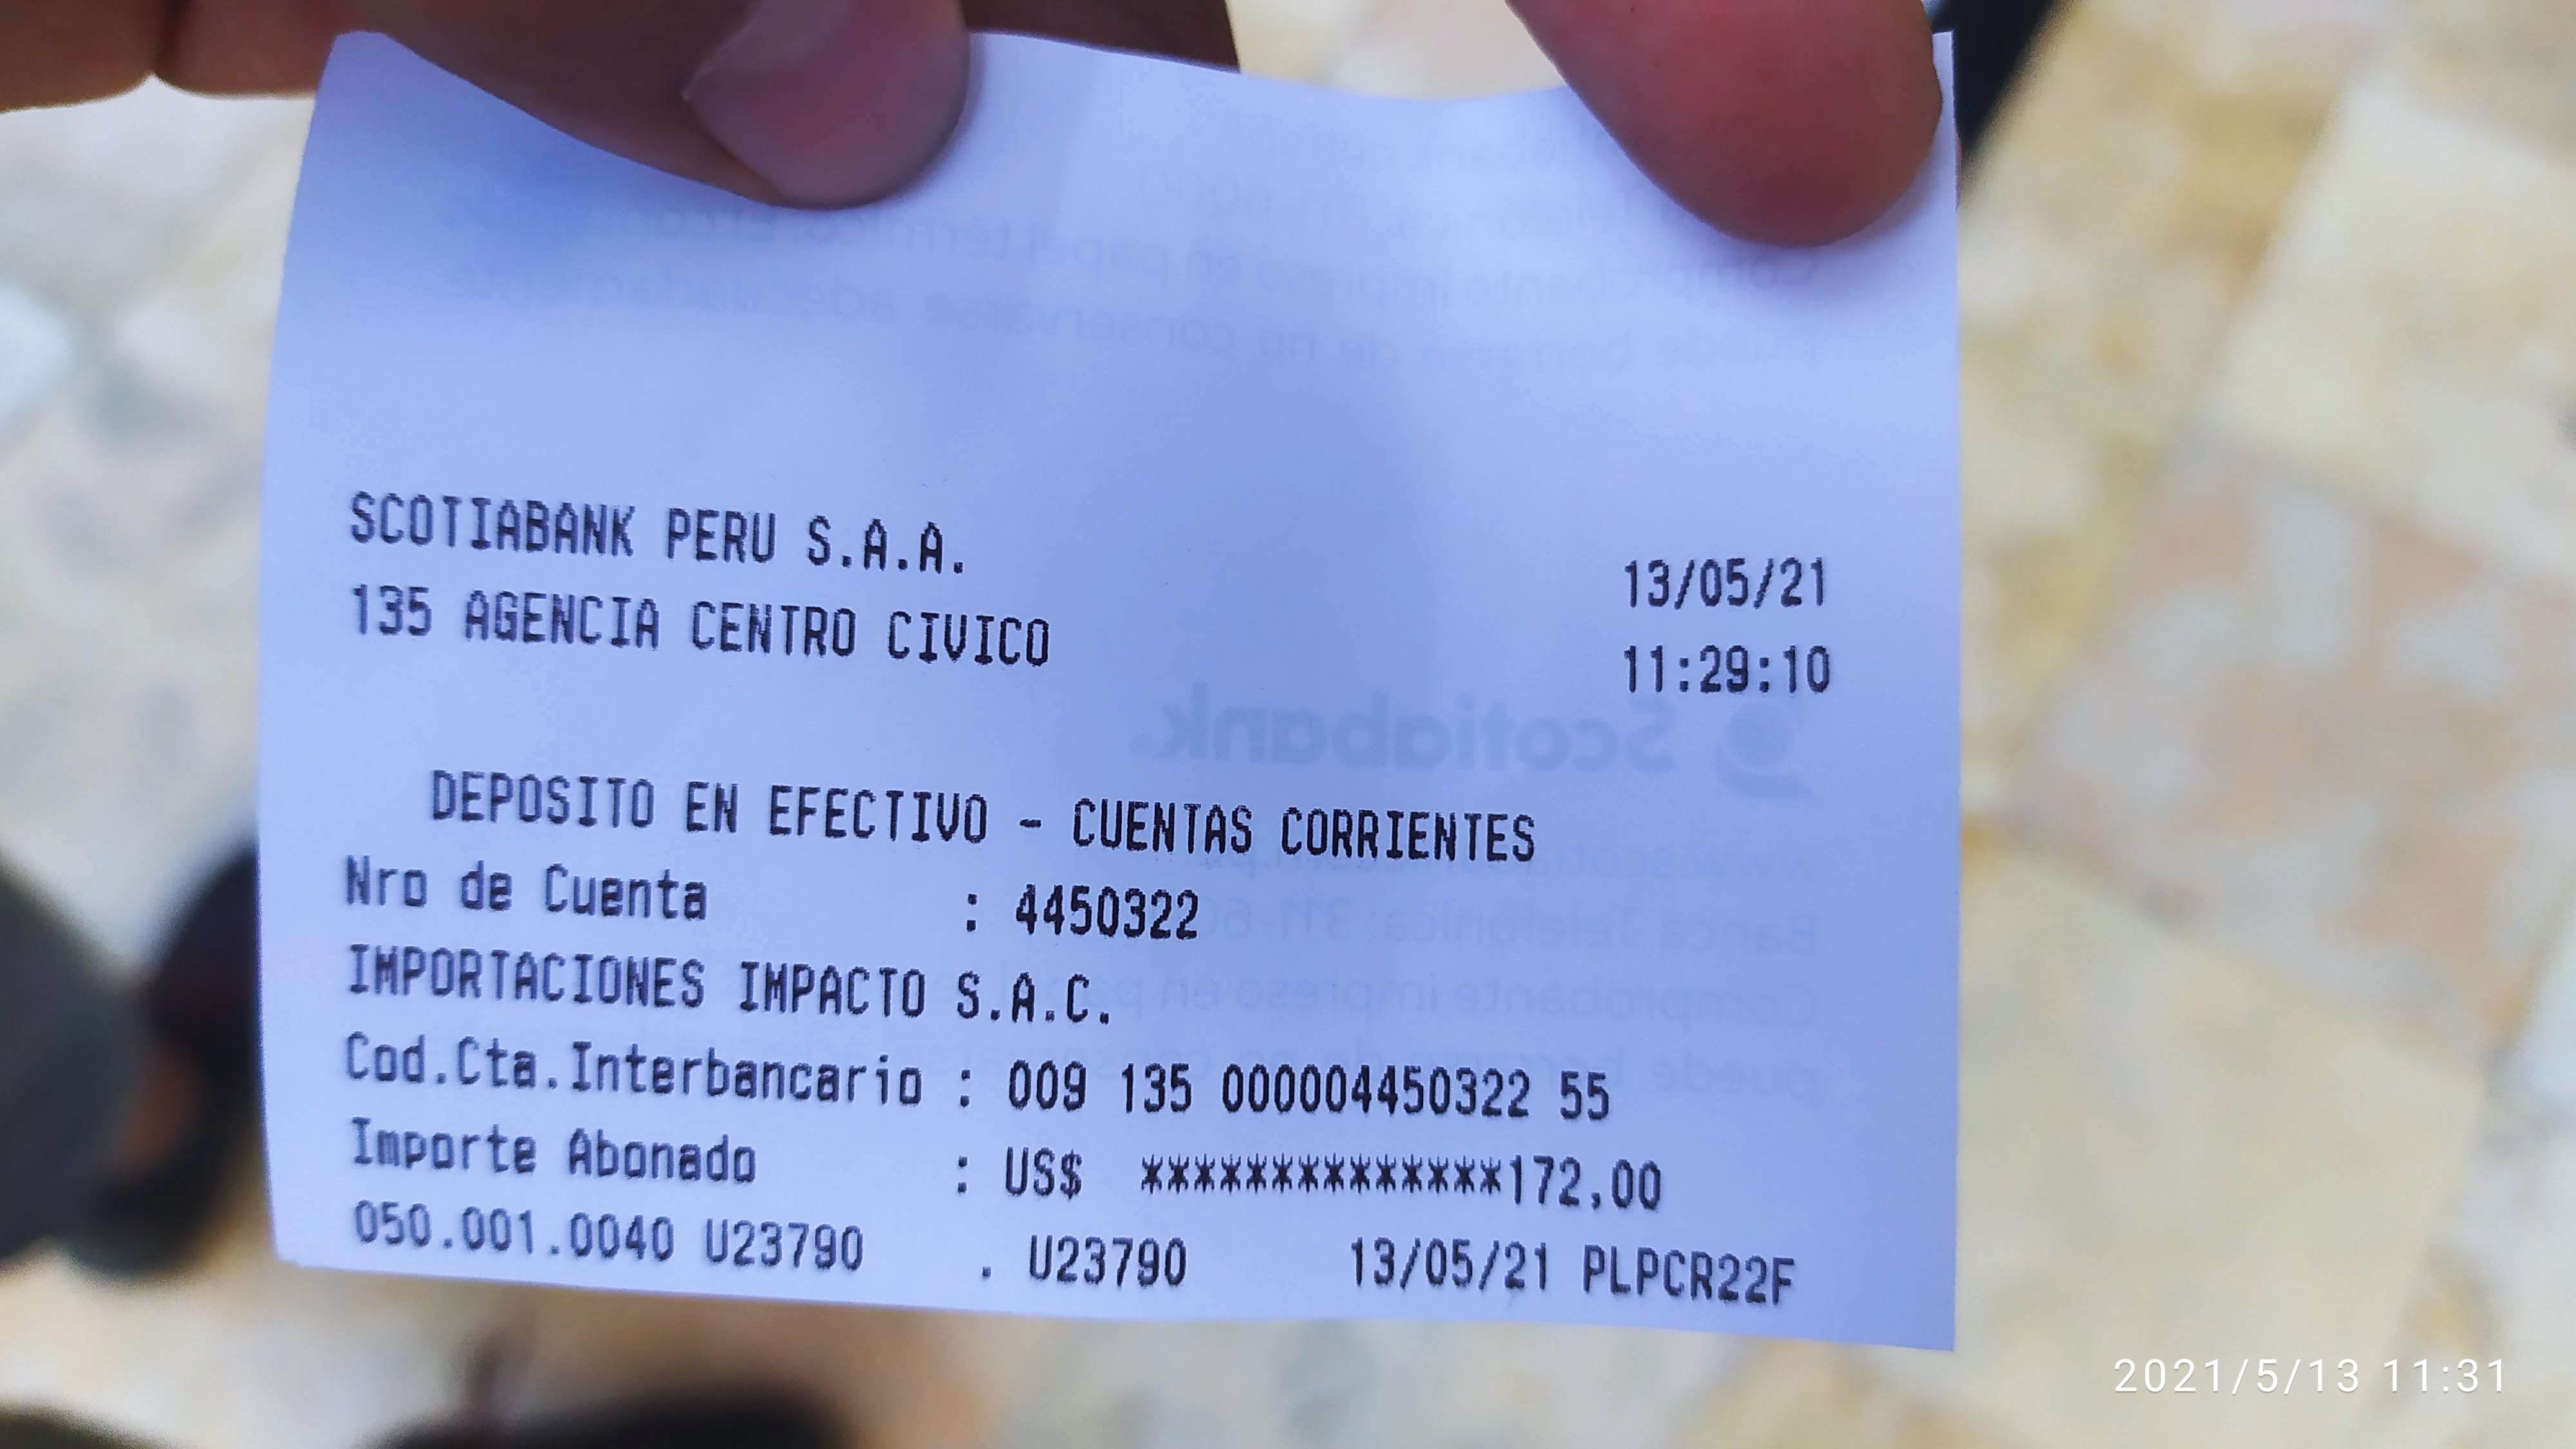 SCOTIABANK PERU S.A.A.
13/05/21
135 AGENCIA CENTRO CIVICO
11:29:10
Scotiabank.
DEPOSITO EN EFECTIVO - CUENTAS CORRIENTES
Nro de Cuenta : 4450322
IMPORTACIONES IMPACTO S.A.C.
Cod.Cta.Interbancario : 009 135 000004450322 55
Importe Abonado : US$ **************172,00
050.001.0040 U23790 . U23790 13/05/21 PLPCR22F
2021/5/13 11:31